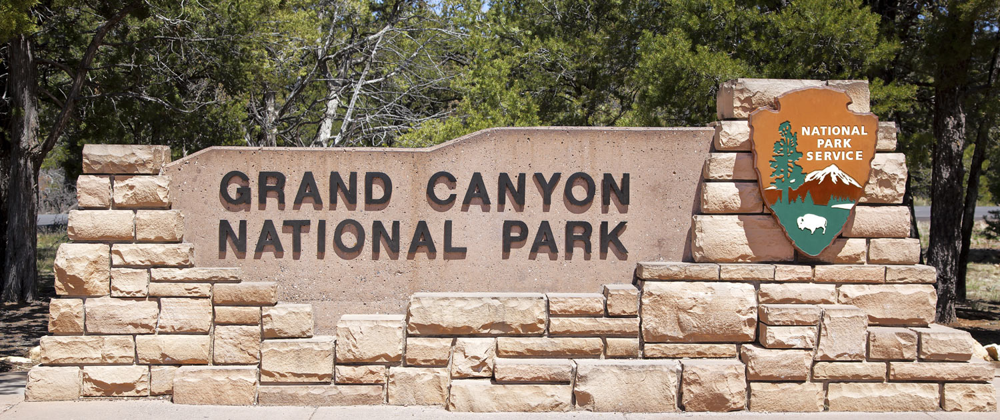 GRAND CANYON
NATIONAL PARK
NATIONAL
PARK
SERVICE